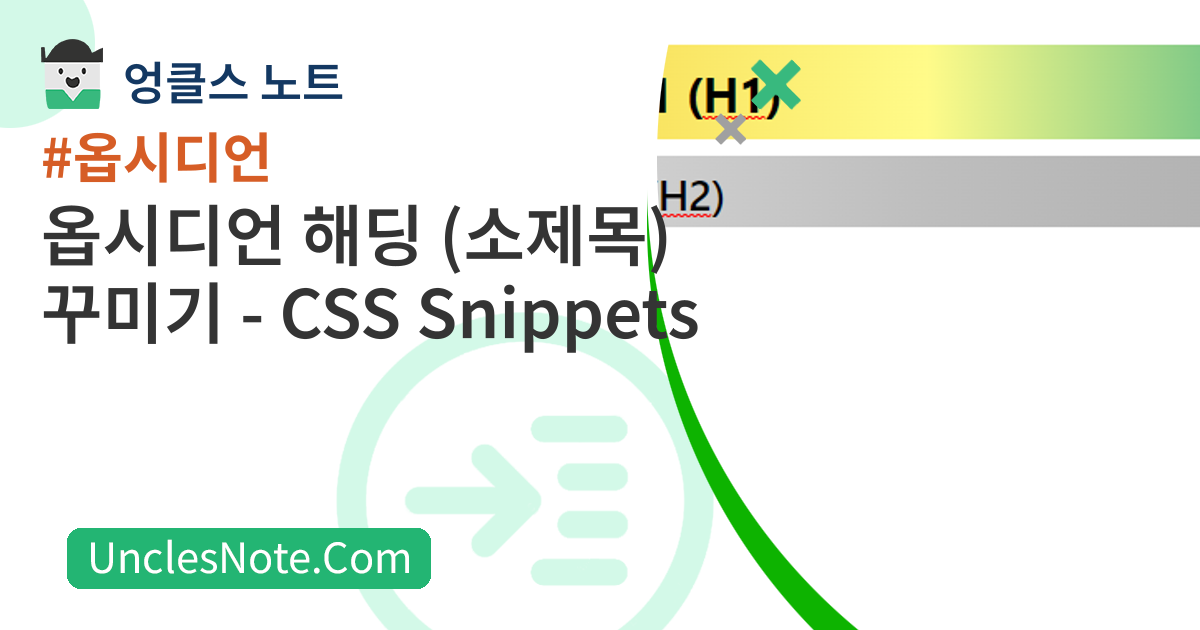 엉클스 노트
#옵시디언
옵시디언 해딩 (소제목)
꾸미기 - CSS Snippets
(H1)
H2)
UnclesNote.Com